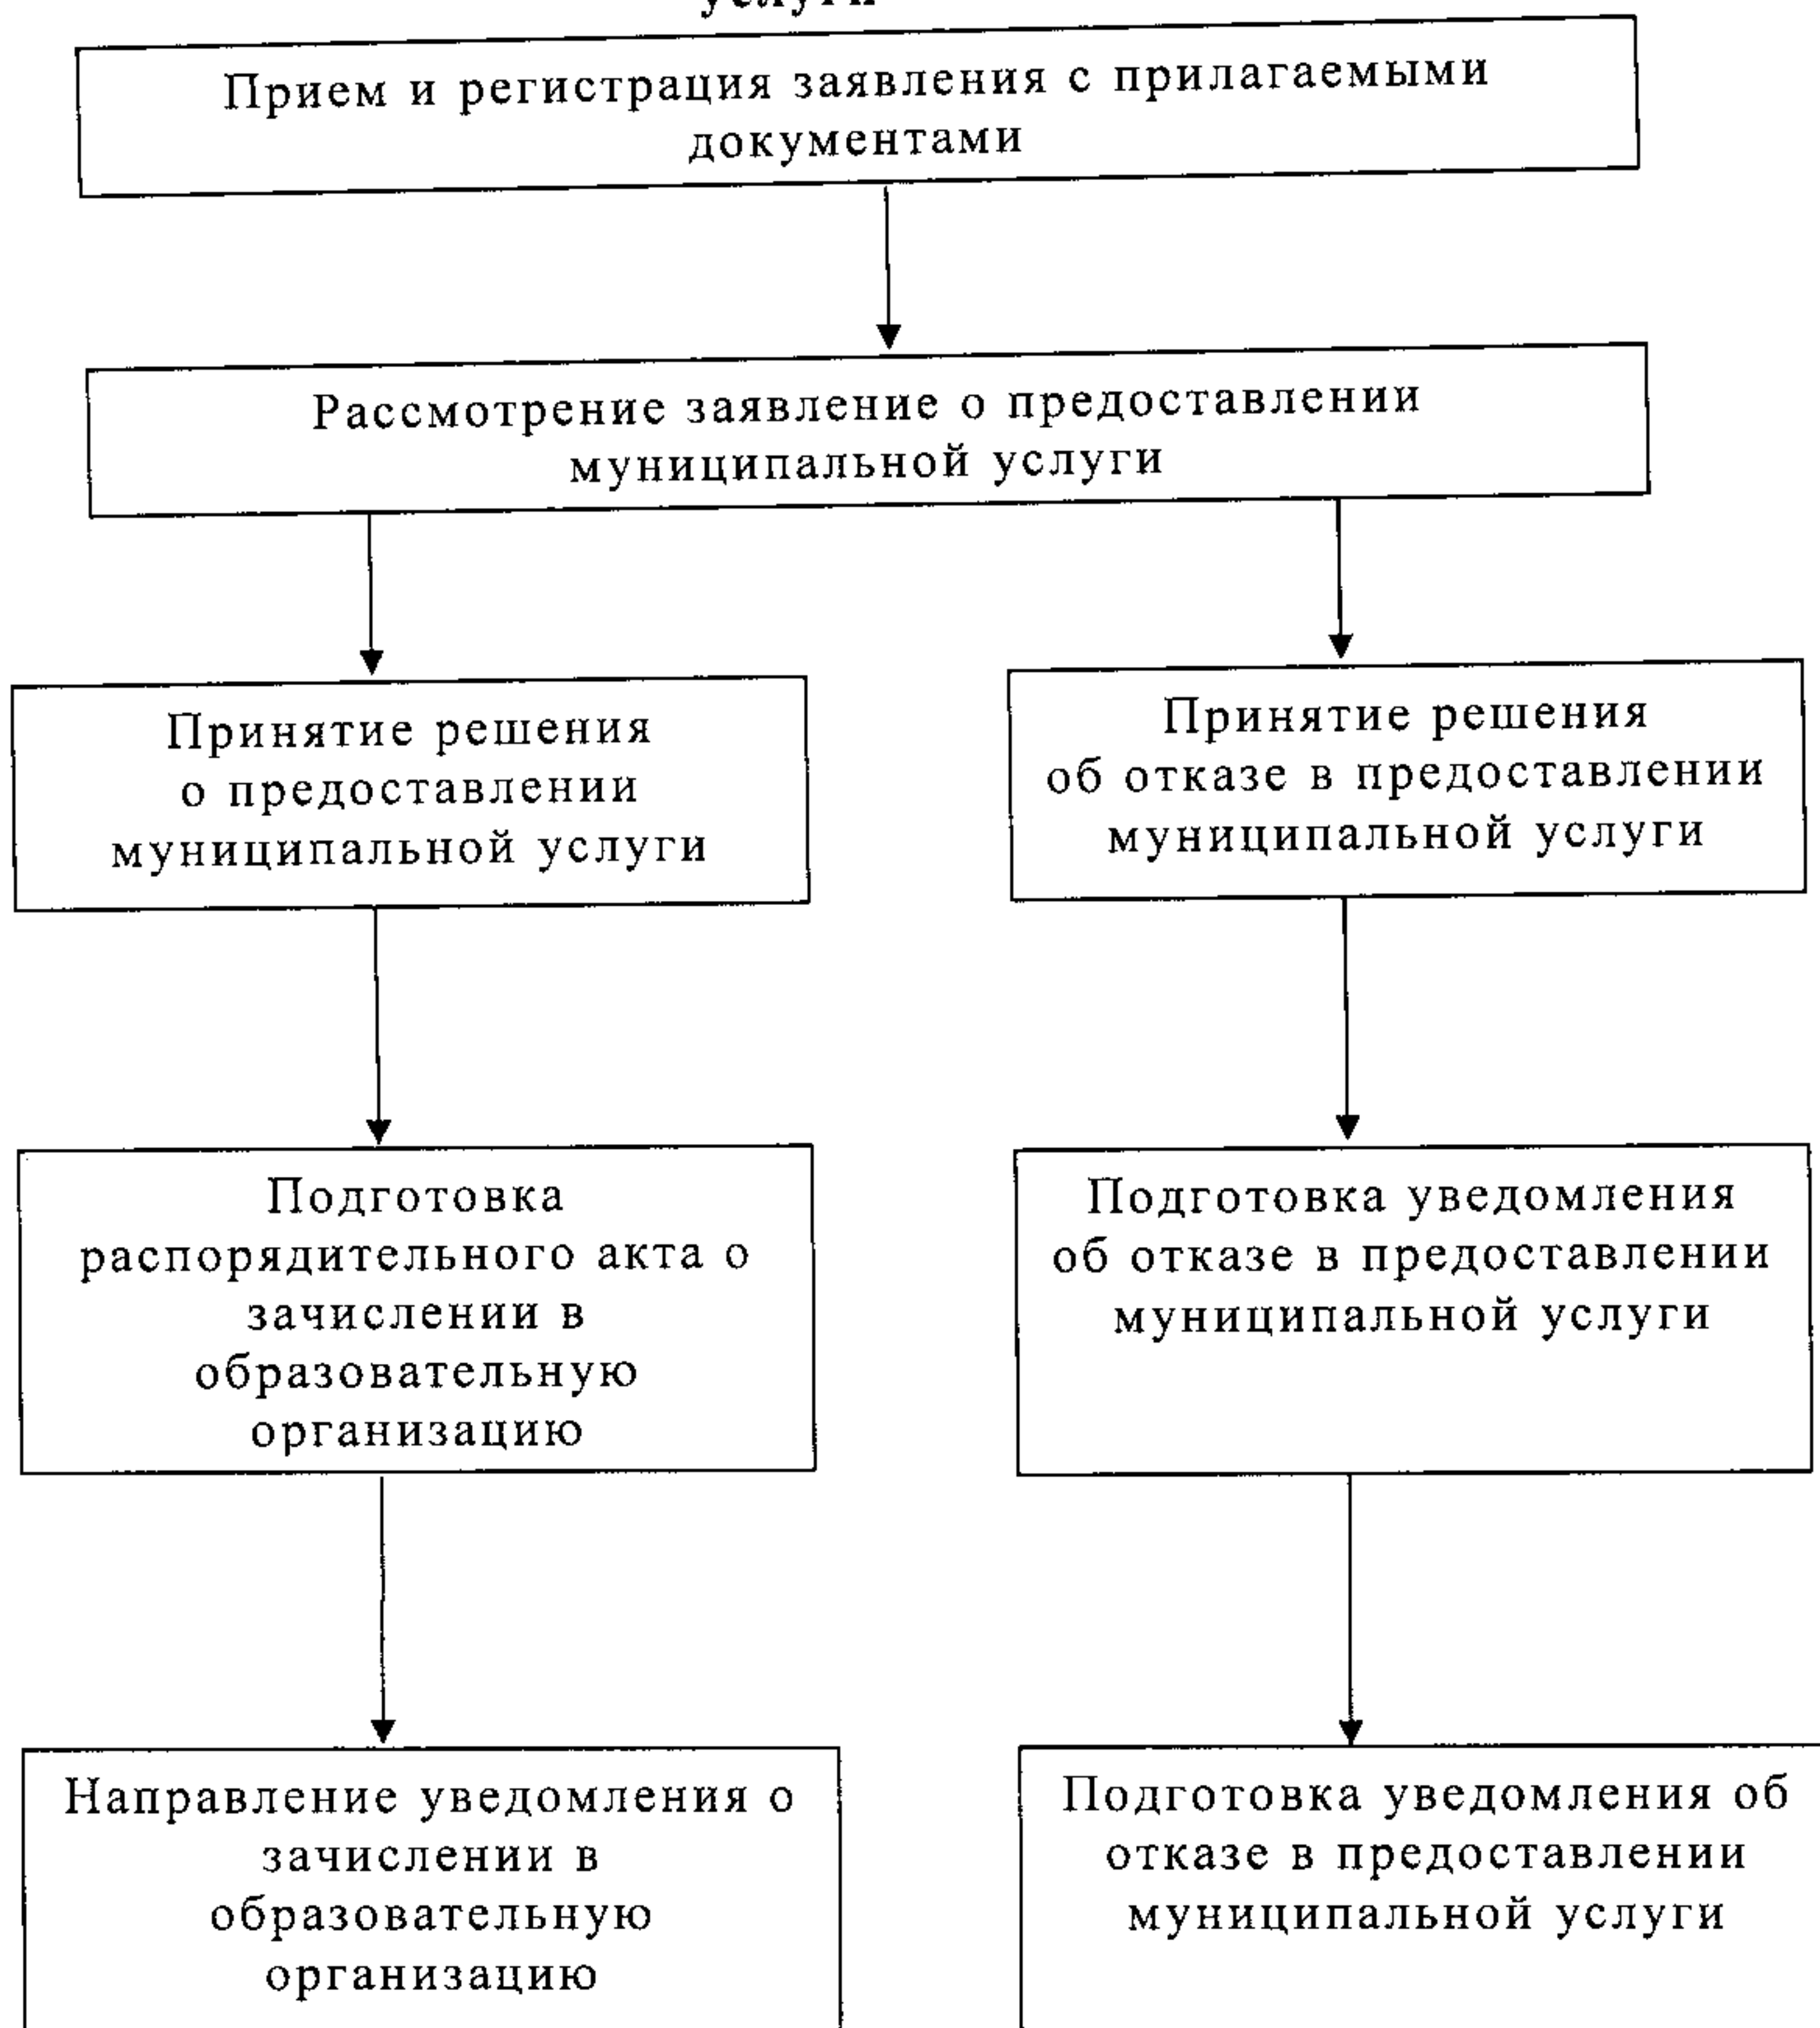 услуги
Прием и регистрация заявления с прилагаемыми
документами
Рассмотрение заявление о предоставлении
муниципальной услуги
Принятие решения
о предоставлении
муниципальной услуги
Принятие решения
об отказе в предоставлении
муниципальной услуги
Подготовка
распорядительного акта о
зачислении в
образовательную
организацию
Подготовка уведомления
об отказе в предоставлении
муниципальной услуги
Направление уведомления о
зачислении в
образовательную
организацию
Подготовка уведомления об
отказе в предоставлении
муниципальной услуги